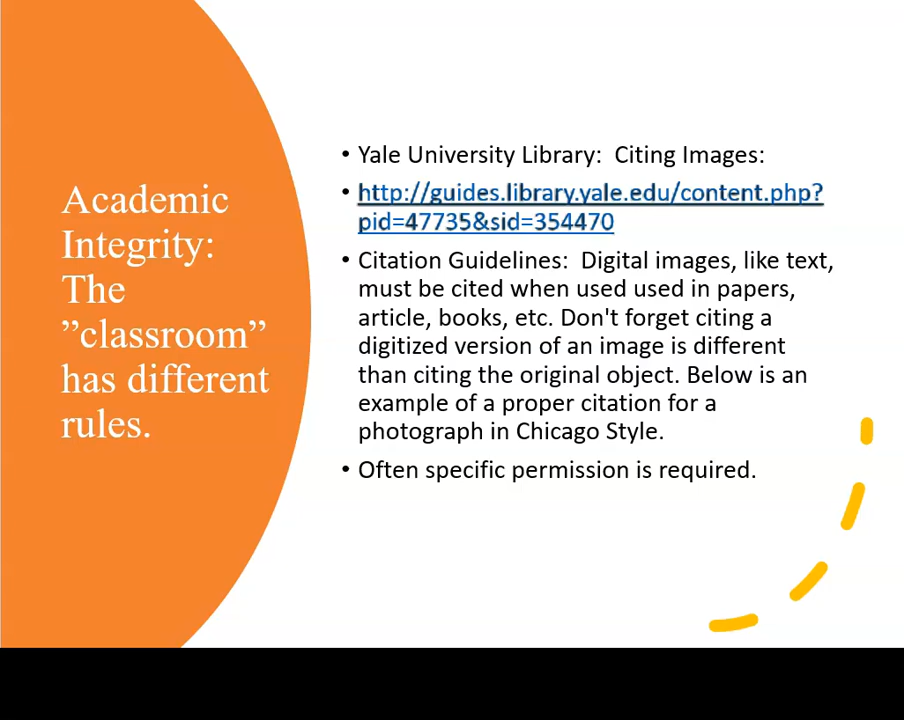 Academic
Integrity:
The
”classroom”
has different
rules.
• Yale University Library:  Citing Images:
• http://guides.library.yale.edu/content.php?
pid=47735&sid=354470
• Citation Guidelines:  Digital images, like text,
must be cited when used used in papers,
article, books, etc. Don't forget citing a
digitized version of an image is different
than citing the original object. Below is an
example of a proper citation for a
photograph in Chicago Style.
• Often specific permission is required.